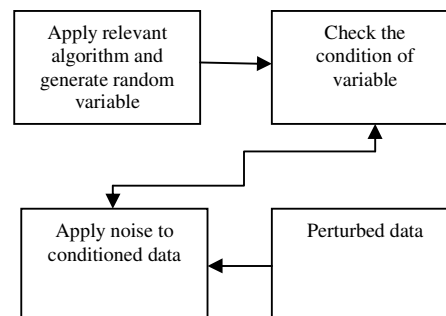 Apply relevant
algorithm and
generate random
variable
Check the
condition of
variable
Apply noise to
conditioned data
Perturbed data